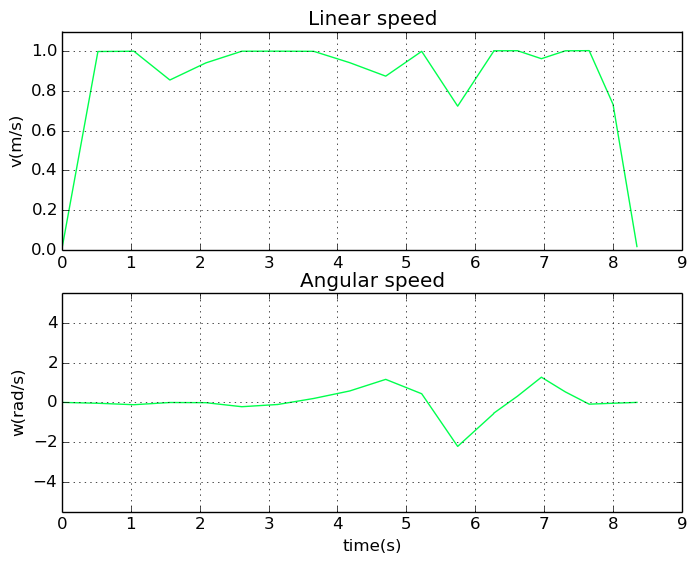 Linear speed
v(m/s)
1.0
0.8
0.6
0.4
0.2
0.0
0 1 2 3 4 5 6 7 8 9
Angular speed
w(rad/s)
4
2
0
−2
−4
0 1 2 3 4 5 6 7 8 9
time(s)